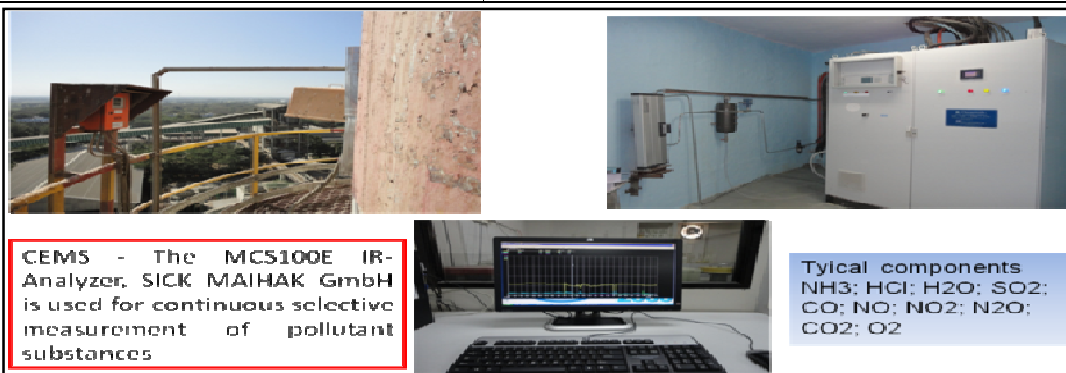 CEMS - The MCS100E IR-
Analyzer, SICK MAIHAK GmbH
is used for continuous selective
measurement of pollutant
substances
Tyical components
NH3; HCl; H2O; SO2;
CO; NO; NO2; N2O;
CO2; O2